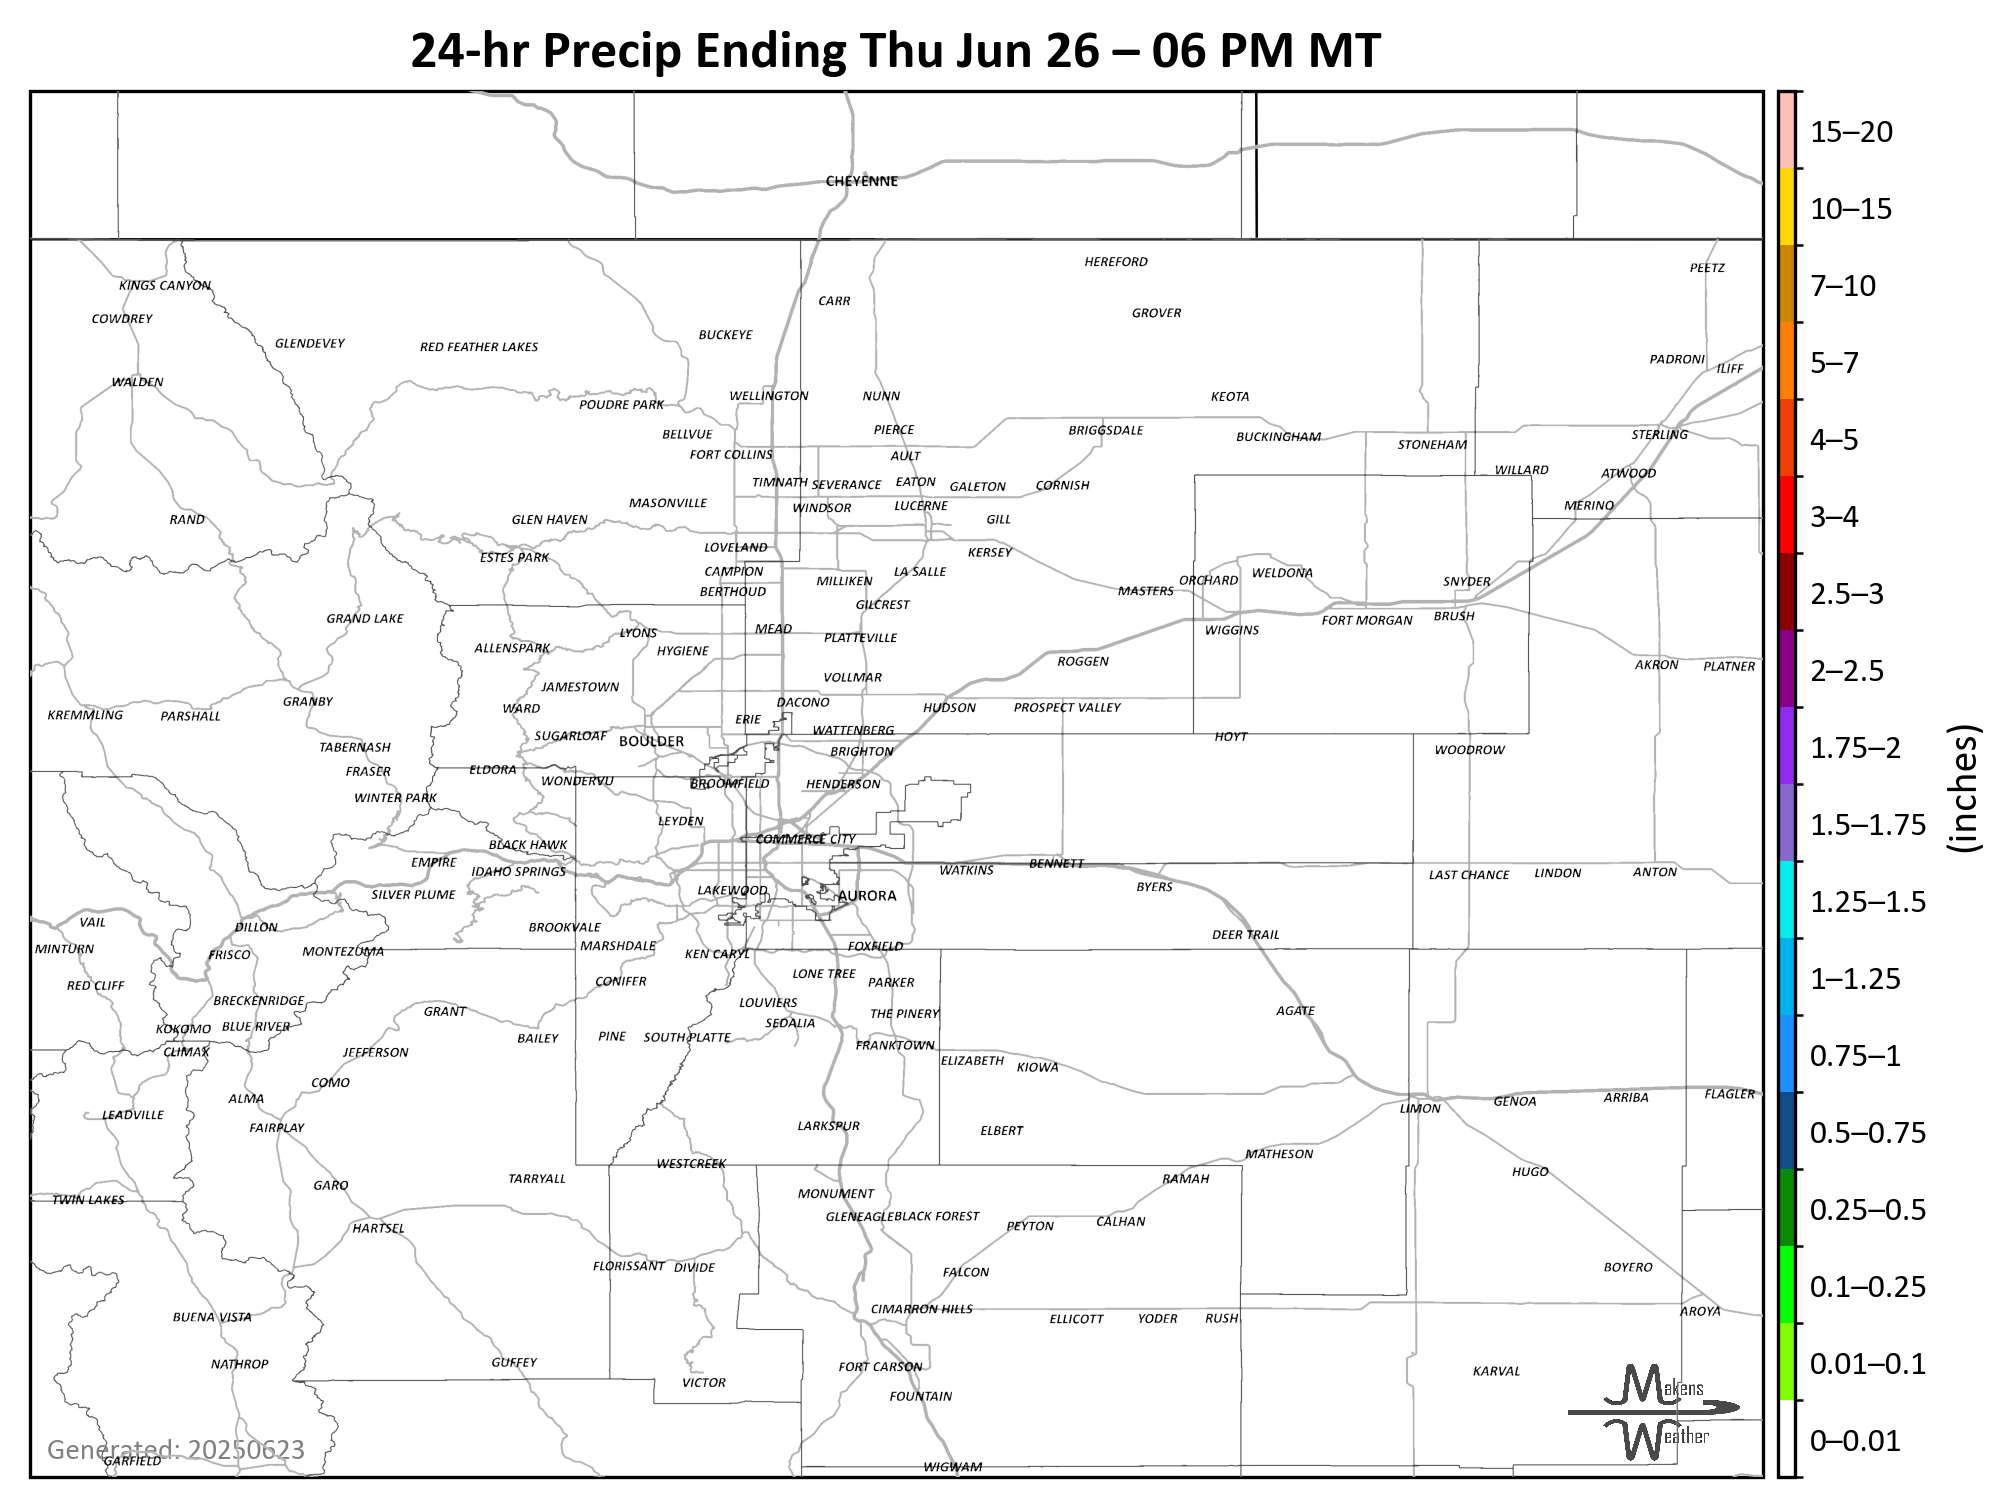 24-hr Precip Ending Thu Jun 26 – 06 PM MT
CHEYENNE
HEREFORD
PEETZ
KINGS CANYON
CARR
COWDREY
GROVER
BUCKEYE
GLENDEVEY
RED FEATHER LAKES
PADRONI
ILIFF
WALDEN
WELLINGTON
NUNN
KEOTA
POUDRE PARK
BELLVUE
PIERCE
BRIGGSDALE
BUCKINGHAM
STERLING
STONEHAM
FORT COLLINS
AULT
WILLARD
ATWOOD
TIMNATH
SEVERANCE
EATON
GALETON
CORNISH
MASONVILLE
WINDSOR
LUCERNE
MERINO
RAND
GLEN HAVEN
GILL
LOVELAND
KERSEY
ESTES PARK
CAMPION
MILLIKEN
LA SALLE
ORCHARD
WELDONA
SNYDER
BERTHOUD
MASTERS
GILCREST
GRAND LAKE
BRUSH
FORT MORGAN
LYONS
MEAD
PLATTEVILLE
WIGGINS
ALLENSPARK
HYGIENE
ROGGEN
AKRON
PLATNER
VOLLMAR
JAMESTOWN
GRANBY
DACONO
WARD
HUDSON
PROSPECT VALLEY
KREMMLING
PARSHALL
ERIE
SUGARLOAF
BOULDER
WATTENBERG
HOYT
TABERNASH
BRIGHTON
WOODROW
FRASER
ELDORA
WONDERVU
BROOMFIELD
HENDERSON
WINTER PARK
LEYDEN
COMMERCE CITY
BLACK HAWK
EMPIRE
IDAHO SPRINGS
WATKINS
BENNETT
LAST CHANCE
LINDON
ANTON
SILVER PLUME
LAKEWOOD
AURORA
BYERS
VAIL
DILLON
BROOKVALE
DEER TRAIL
MINTURN
FRISCO
MONTEZUMA
MARSHDALE
KEN CARYL
FOXFIELD
RED CLIFF
CONIFER
LONE TREE
PARKER
BRECKENRIDGE
LOUVIERS
GRANT
THE PINERY
AGATE
KOKOMO
BLUE RIVER
SEDALIA
CLIMAX
JEFFERSON
BAILEY
PINE
SOUTH PLATTE
FRANKTOWN
ELIZABETH
KIOWA
COMO
ALMA
LEADVILLE
LIMON
GENOA
ARRIBA
FLAGLER
FAIRPLAY
LARKSPUR
ELBERT
WESTCREEK
MATHESON
TARRYALL
RAMAH
HUGO
GARO
TWIN LAKES
MONUMENT
HARTSEL
GLENEAGLE
BLACK FOREST
PEYTON
CALHAN
FLORISSANT
DIVIDE
FALCON
BOYERO
BUENA VISTA
CIMARRON HILLS
ELLICOTT
YODER
RUSH
AROYA
NATHROP
GUFFEY
FORT CARSON
KARVAL
VICTOR
FOUNTAIN
Makens
Weather
Generated: 20250623
GARFIELD
WIGWAM
15–20
10–15
7–10
5–7
4–5
3–4
2.5–3
2–2.5
1.75–2
1.5–1.75
1.25–1.5
1–1.25
0.75–1
0.5–0.75
0.25–0.5
0.1–0.25
0.01–0.1
0–0.01
(inches)